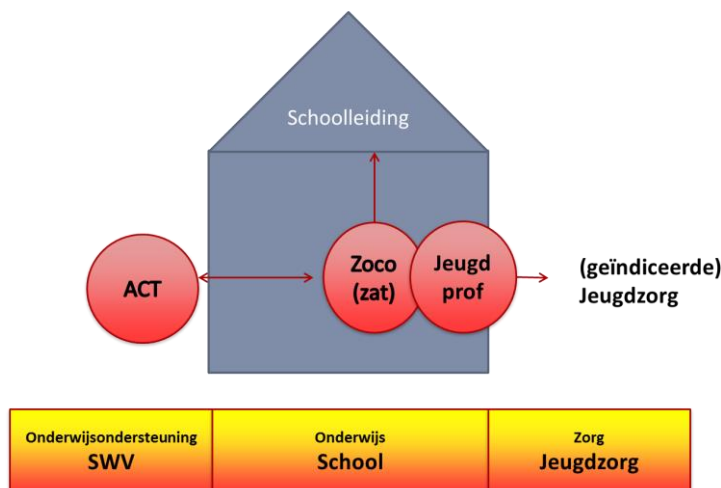 Schoolleiding
ACT
Zoco
(zat)
Jeugd
prof
(geïndiceerde)
Jeugdzorg
Onderwijsondersteuning
SWV
Onderwijs
School
Zorg
Jeugdzorg